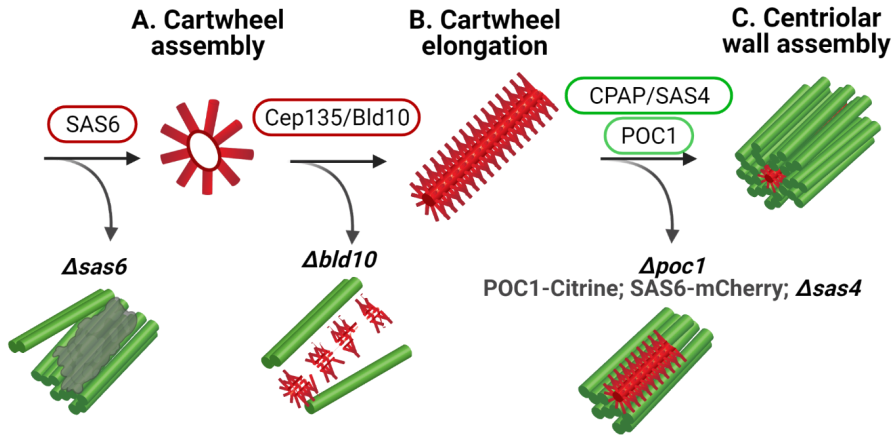 A. Cartwheel
assembly
B. Cartwheel
elongation
C. Centriolar
wall assembly
SAS6
Cep135/Bld10
CPAP/SAS4
POC1
Δsas6
Δbld10
Δpoc1
POC1-Citrine; SAS6-mCherry; Δsas4